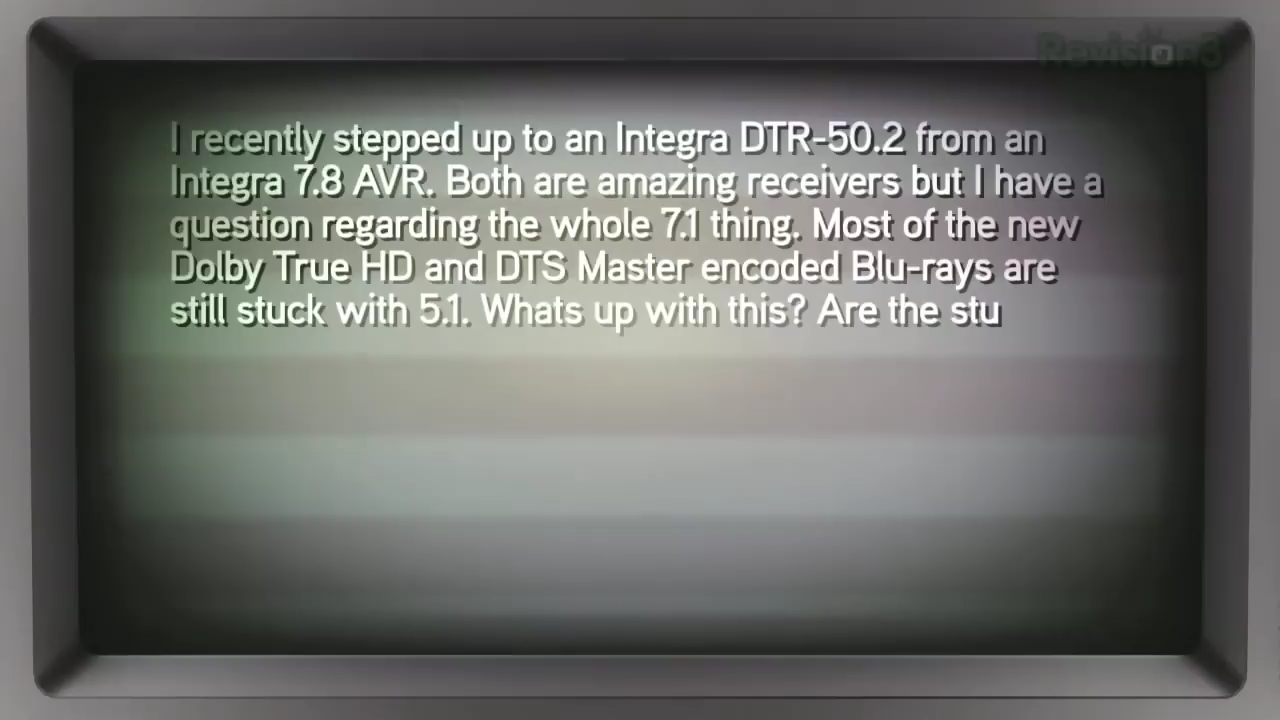 Revision3
I recently stepped up to an Integra DTR-50.2 from an
Integra 7.8 AVR. Both are amazing receivers but I have a
question regarding the whole 7.1 thing. Most of the new
Dolby True HD and DTS Master encoded Blu-rays are
still stuck with 5.1. Whats up with this? Are the stu